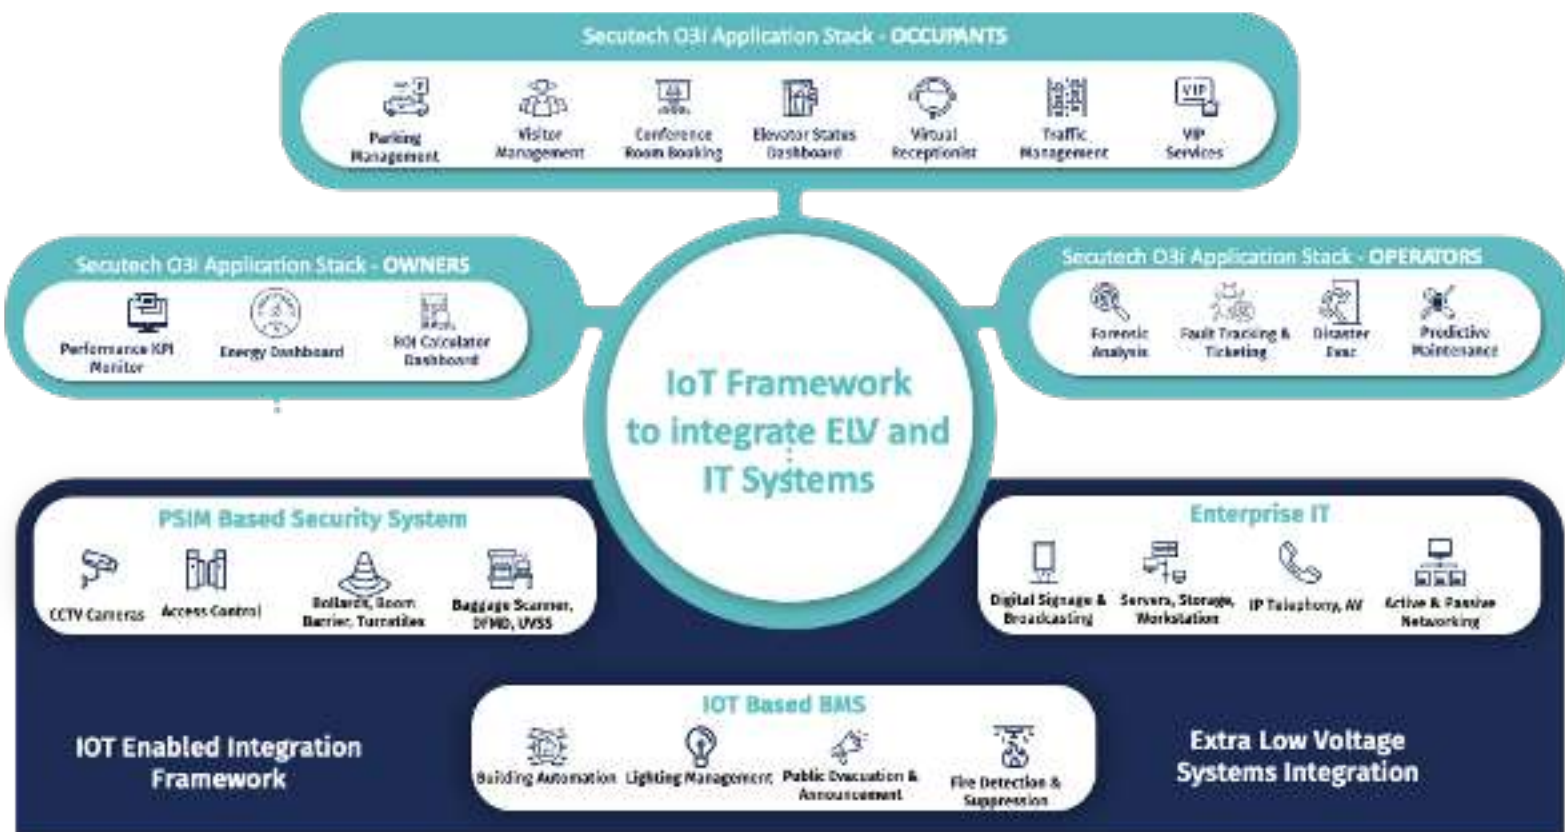 Secutech O3i Application Stack - OCCUPANTS
Parking
Management
Visitor
Management
Conference
Room Booking
Elevator Status
Dashboard
Virtual
Receptionist
Traffic
Management
VIP
VIP
Services
Secutech O3i Application Stack - OWNERS
Performance KPI
Monitor
Energy Dashboard
ROI Calculator
Dashboard
Secutech O3i Application Stack - OPERATORS
Forensic
Analysis
Fault Tracking &
Ticketing
Disaster
Evac
Predictive
Maintenance
IoT Framework
to integrate ELV and
IT Systems
PSIM Based Security System
CCTV Cameras
Access Control
Bollards, Boom
Barrier, Turnstiles
Baggage Scanner,
DFMD, UVSS
Enterprise IT
Digital Signage &
Broadcasting
Servers, Storage,
Workstation
IP Telephony, AV
Active & Passive
Networking
IOT Based BMS
Building Automation
Lighting Management
Public Evacuation &
Announcement
Fire Detection &
Suppression
IOT Enabled Integration
Framework
Extra Low Voltage
Systems Integration